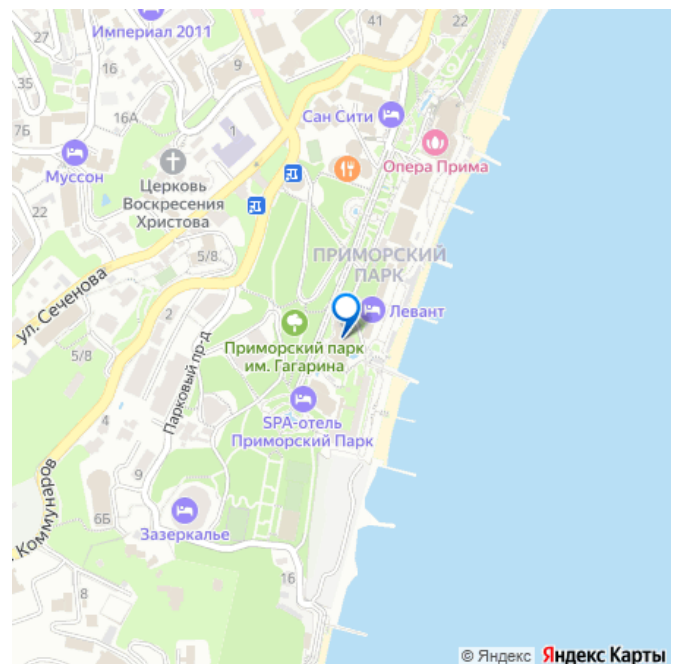 41
22
27
Империал 2011
9
16
35
16А
Сан Сити
7Б
1
Муссон
Опера Прима
Церковь
Воскресения
Христова
22
5/8
ПРИМОРСКИЙ
ПАРК
ул. Сеченова
2
Левант
5/8
Приморский парк
им. Гагарина
Парковый пр-д
4
SPA-отель
Приморский Парк
9
6Б
Зазеркалье
Коммунаров
16
8
© Яндекс Яндекс Карты